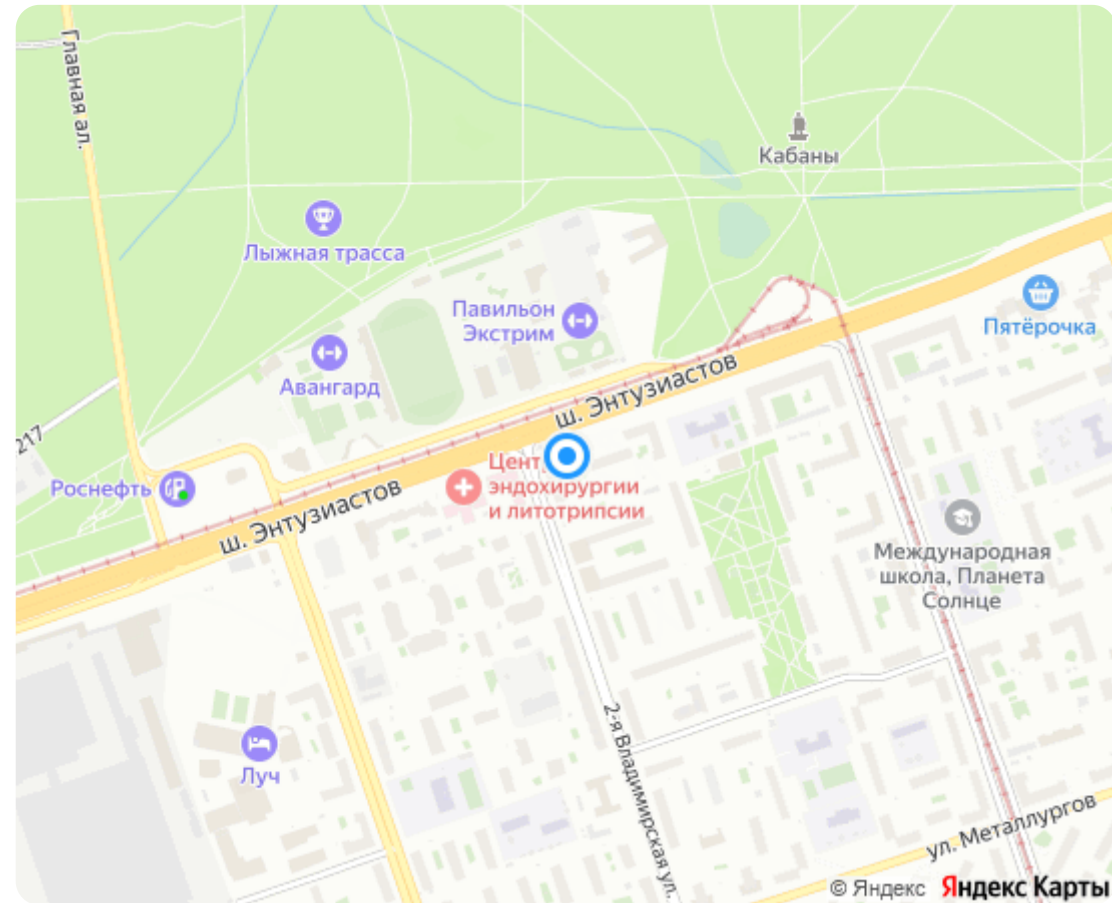 Главная ал.
Кабаны
Лыжная трасса
Павильон
Экстрим
Пятёрочка
Авангард
ш. Энтузиастов
217
Роснефть
Цент
эндохирургии
и литотрипсии
ш. Энтузиастов
Международная
школа, Планета
Солнце
2-я Владимирская ул.
Луч
ул. Металлургов
© Яндекс Яндекс Карты